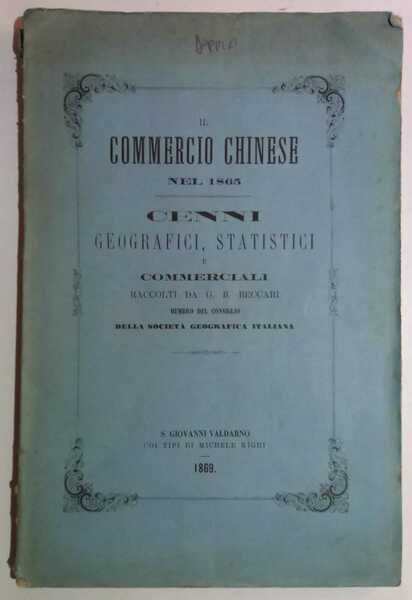 IL
COMMERCIO CHINESE
NEL 1865
CENNI
GEOGRAFICI, STATISTICI
E
COMMERCIALI
RACCOLTI DA G. B. BECCARI
MEMBRO DEL CONSIGLIO
DELLA SOCIETÀ GEOGRAFICA ITALIANA
S. GIOVANNI VALDARNO
COI TIPI DI MICHELE RIGHI
1869.